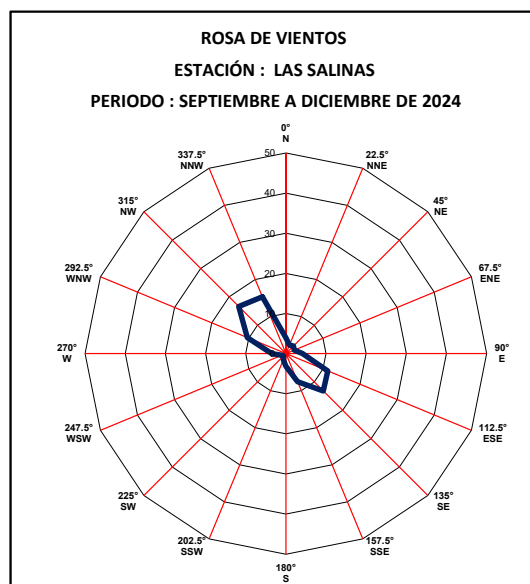 ROSA DE VIENTOS
ESTACIÓN : LAS SALINAS
PERIODO : SEPTIEMBRE A DICIEMBRE DE 2024
0°
N
337.5°
NNW
22.5°
NNE
315°
NW
45°
NE
292.5°
WNW
67.5°
ENE
270°
W
90°
E
247.5°
WSW
112.5°
ESE
225°
SW
135°
SE
202.5°
SSW
157.5°
SSE
180°
S
50
40
30
20
10